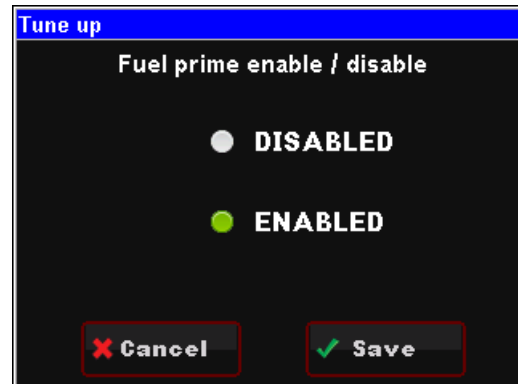 Tune up
Fuel prime enable / disable
DISABLED
ENABLED
Cancel
Save